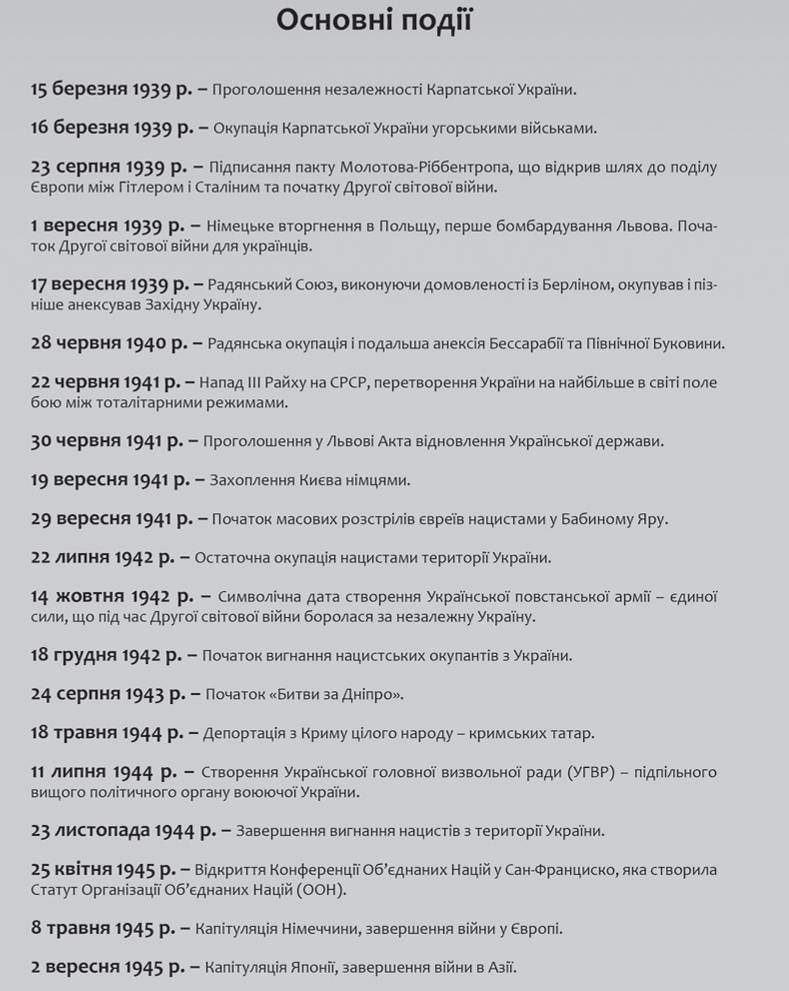 Основні події
15 березня 1939 р. – Проголошення незалежності Карпатської України.
16 березня 1939 р. – Окупація Карпатської України угорськими військами.
23 серпня 1939 р. – Підписання пакту Молотова-Ріббентропа, що відкрив шлях до поділу
Європи між Гітлером і Сталіним та початку Другої світової війни.
1 вересня 1939 р. – Німецьке вторгнення в Польщу, перше бомбардування Львова. Поча-
ток Другої світової війни для українців.
17 вересня 1939 р. – Радянський Союз, виконуючи домовленості із Берліном, окупував і піз-
ніше анексував Західну Україну.
28 червня 1940 р. – Радянська окупація і подальша анексія Бессарабії та Північної Буковини.
22 червня 1941 р. – Напад III Райху на СРСР, перетворення України на найбільше в світі поле
бою між тоталітарними режимами.
30 червня 1941 р. – Проголошення у Львові Акта відновлення Української держави.
19 вересня 1941 р. – Захоплення Києва німцями.
29 вересня 1941 р. – Початок масових розстрілів євреїв нацистами у Бабиному Яру.
22 липня 1942 р. – Остаточна окупація нацистами території України.
14 жовтня 1942 р. – Символічна дата створення Української повстанської армії – єдиної
сили, що під час Другої світової війни боролася за незалежну Україну.
18 грудня 1942 р. – Початок вигнання нацистських окупантів з України.
24 серпня 1943 р. – Початок «Битви за Дніпро».
18 травня 1944 р. – Депортація з Криму цілого народу – кримських татар.
11 липня 1944 р. – Створення Української головної визвольної ради (УГВР) – підпільного
вищого політичного органу воюючої України.
23 листопада 1944 р. – Завершення вигнання нацистів з території України.
25 квітня 1945 р. – Відкриття Конференції Об’єднаних Націй у Сан-Франциско, яка створила
Статут Організації Об’єднаних Націй (ООН).
8 травня 1945 р. – Капітуляція Німеччини, завершення війни у Європі.
2 вересня 1945 р. – Капітуляція Японії, завершення війни в Азії.